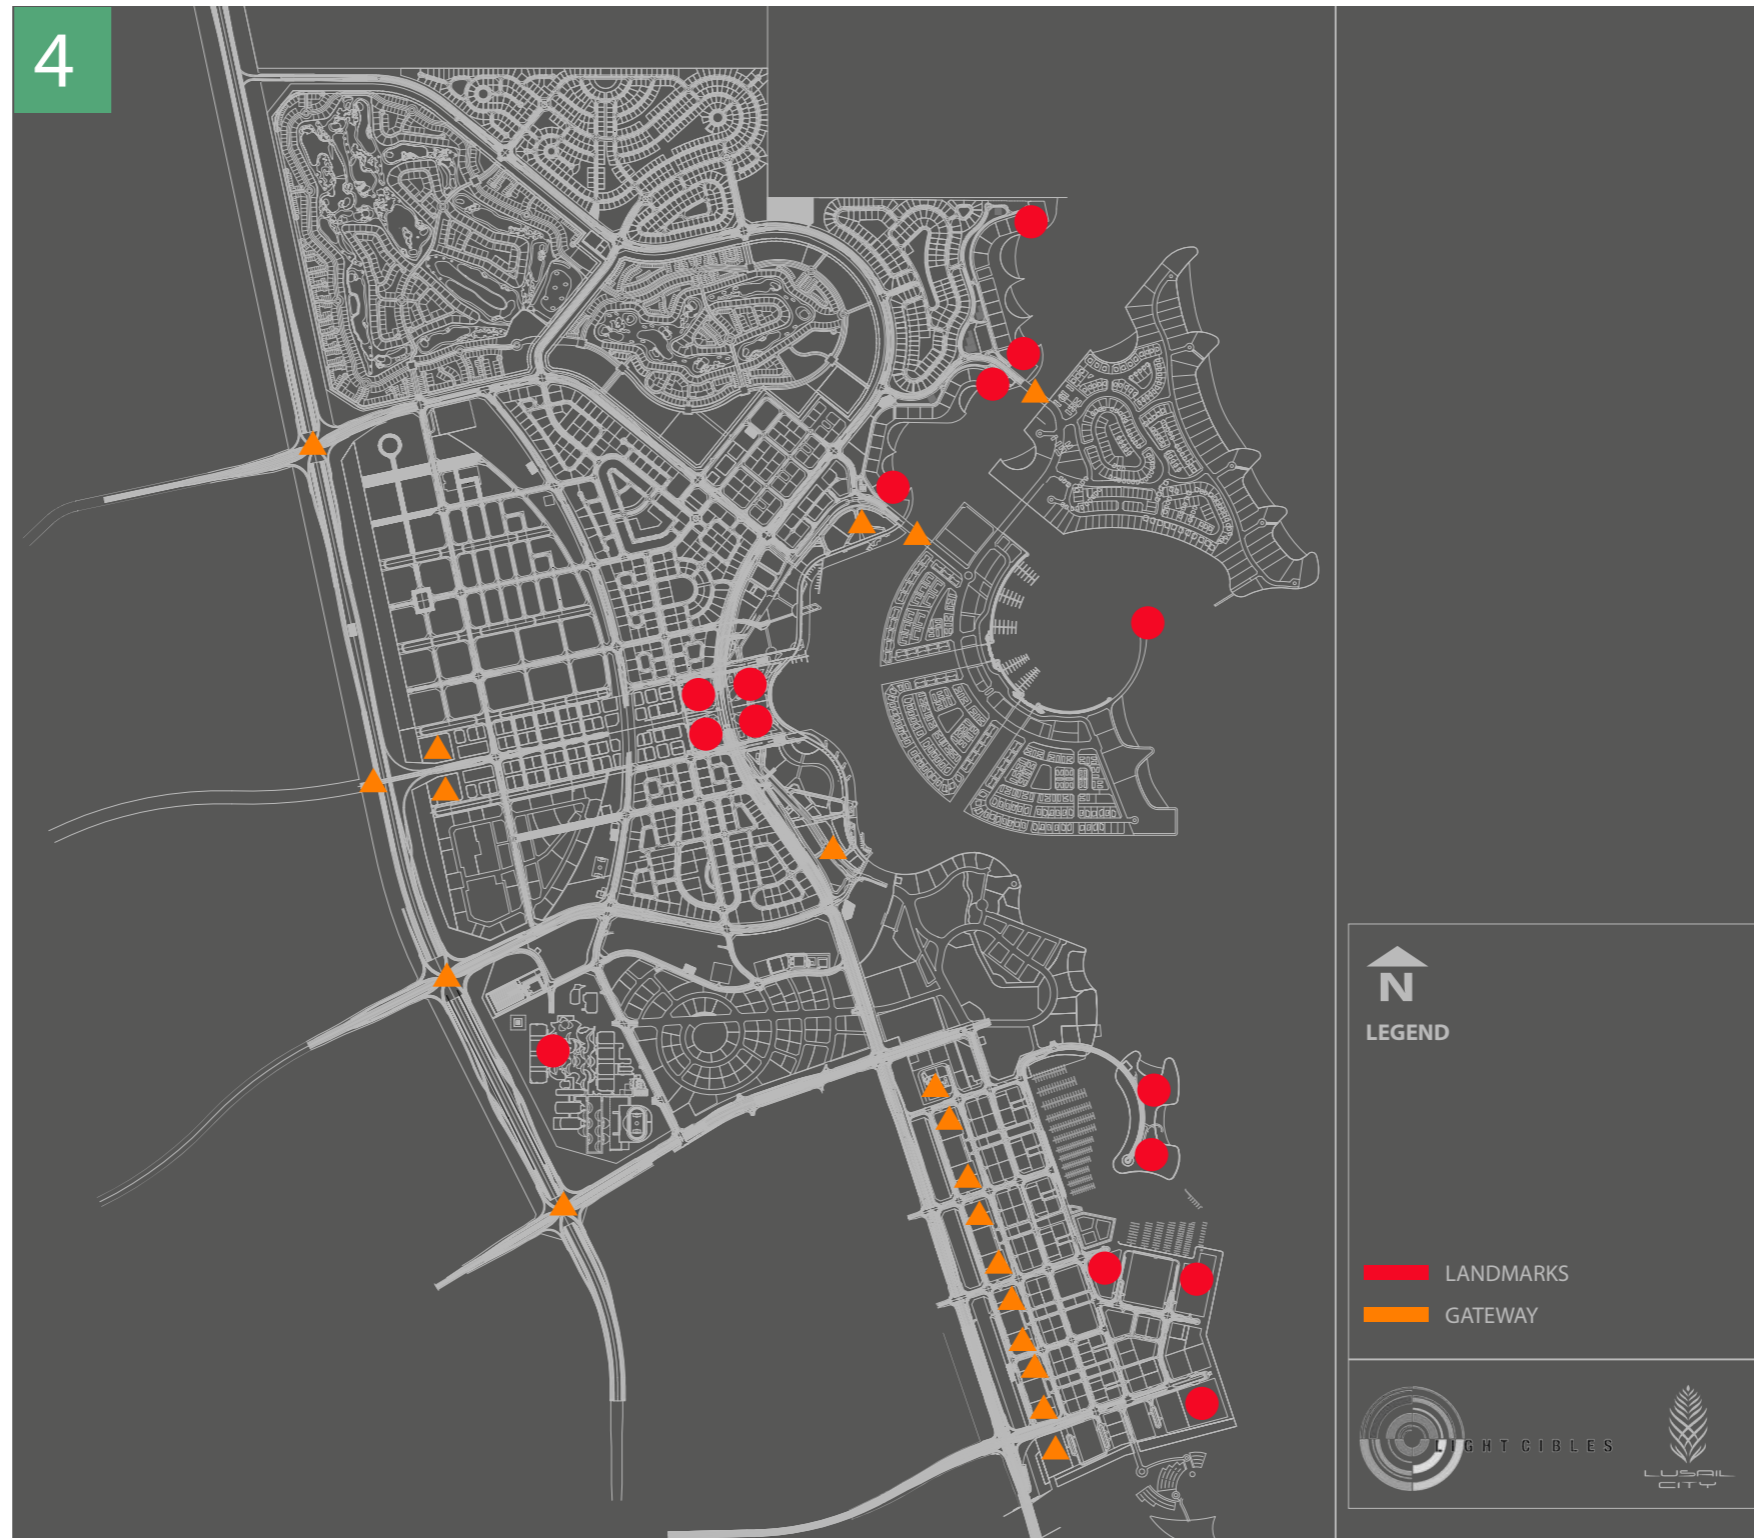 4
N
LEGEND
LANDMARKS
GATEWAY
LIGHT CIBLES
LUSAIL
CITY